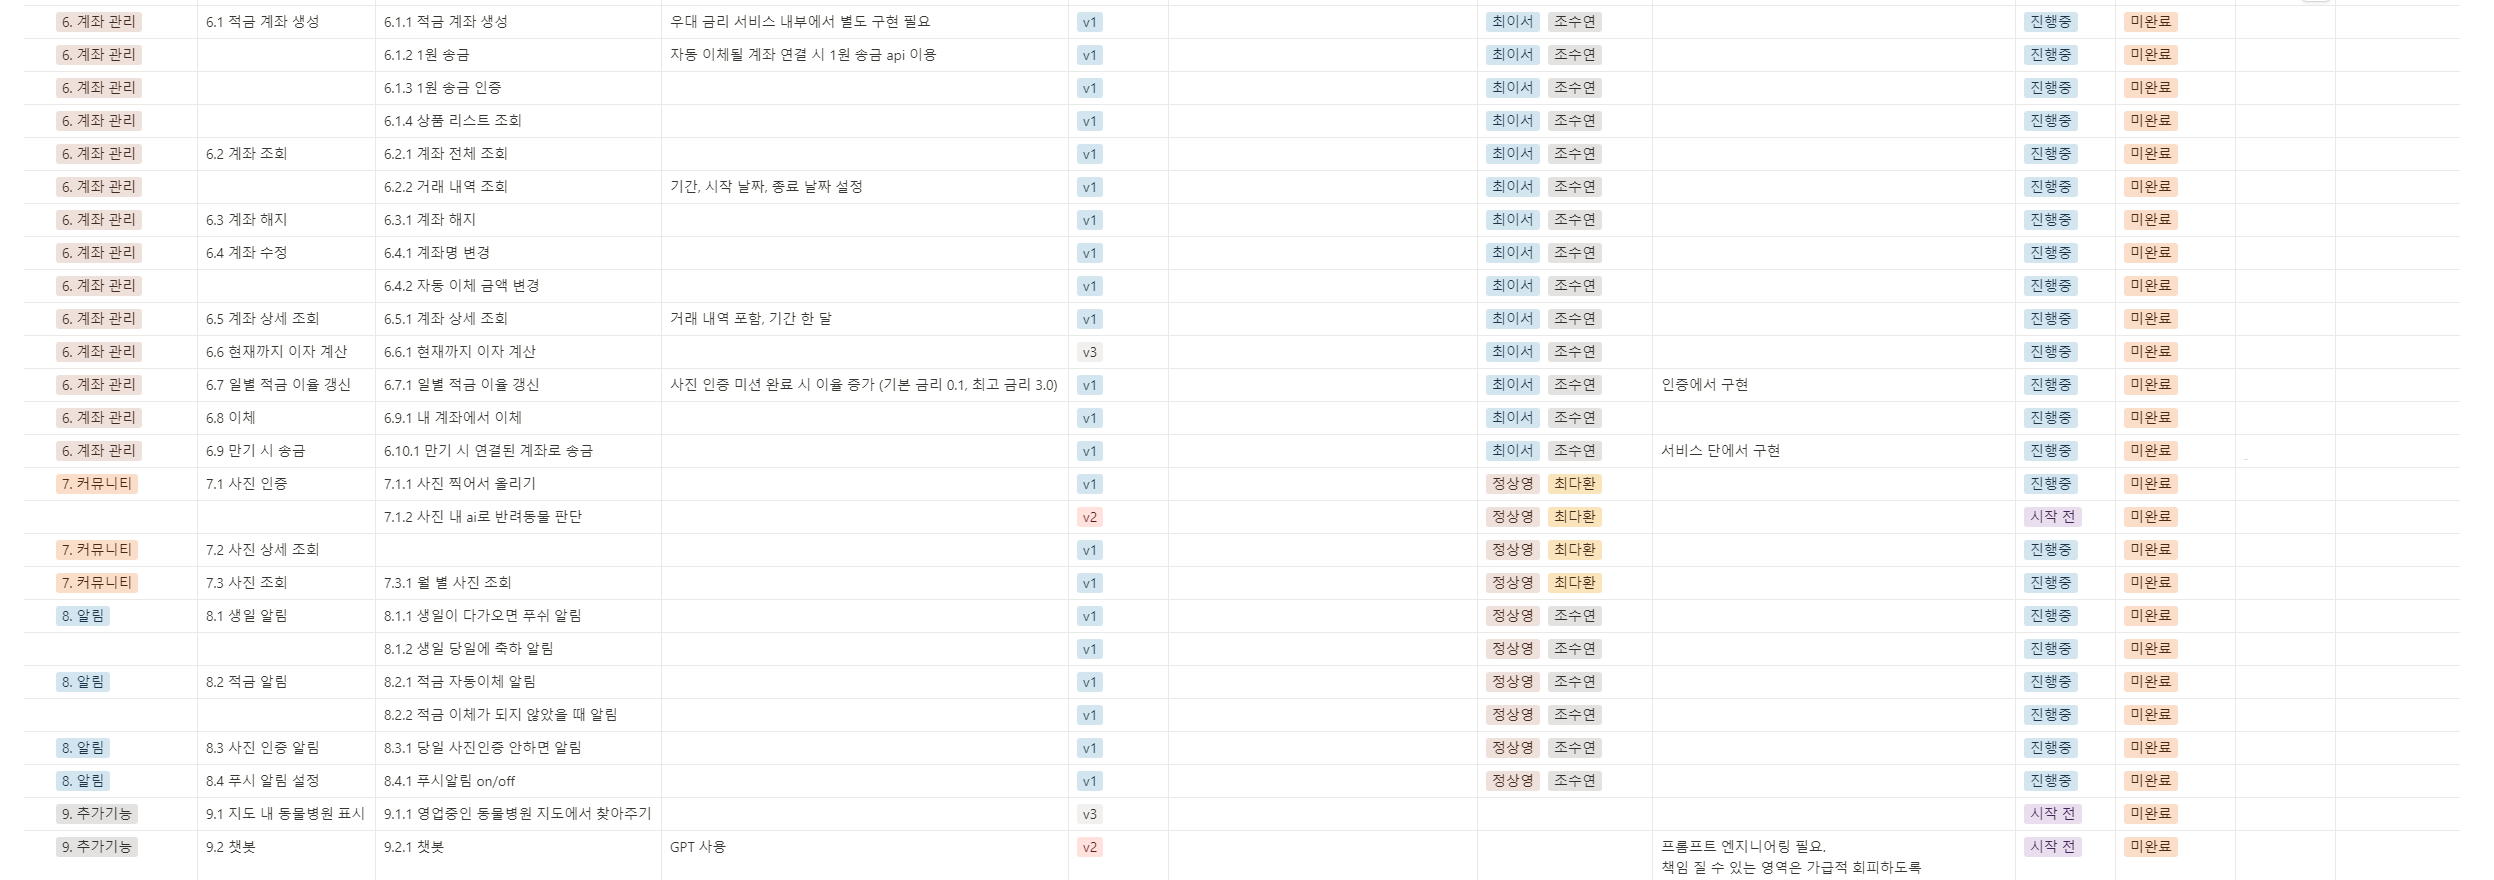 6. 계좌 관리 6.1 적금 계좌 생성 6.1.1 적금 계좌 생성 우대 금리 서비스 내부에서 별도 구현 필요 v1 최이서 조수연 진행중 미완료
6. 계좌 관리 6.1.2 1원 송금 자동 이체될 계좌 연결 시 1원 송금 api 이용 v1 최이서 조수연 진행중 미완료
6. 계좌 관리 6.1.3 1원 송금 인증 v1 최이서 조수연 진행중 미완료
6. 계좌 관리 6.1.4 상품 리스트 조회 v1 최이서 조수연 진행중 미완료
6. 계좌 관리 6.2 계좌 조회 6.2.1 계좌 전체 조회 v1 최이서 조수연 진행중 미완료
6. 계좌 관리 6.2.2 거래 내역 조회 기간, 시작 날짜, 종료 날짜 설정 v1 최이서 조수연 진행중 미완료
6. 계좌 관리 6.3 계좌 해지 6.3.1 계좌 해지 v1 최이서 조수연 진행중 미완료
6. 계좌 관리 6.4 계좌 수정 6.4.1 계좌명 변경 v1 최이서 조수연 진행중 미완료
6. 계좌 관리 6.4.2 자동 이체 금액 변경 v1 최이서 조수연 진행중 미완료
6. 계좌 관리 6.5 계좌 상세 조회 6.5.1 계좌 상세 조회 거래 내역 포함, 기간 한 달 v1 최이서 조수연 진행중 미완료
6. 계좌 관리 6.6 현재까지 이자 계산 6.6.1 현재까지 이자 계산 v3 최이서 조수연 진행중 미완료
6. 계좌 관리 6.7 일별 적금 이율 갱신 6.7.1 일별 적금 이율 갱신 사진 인증 미션 완료 시 이율 증가 (기본 금리 0.1, 최고 금리 3.0) v1 최이서 조수연 인증에서 구현 진행중 미완료
6. 계좌 관리 6.8 이체 6.9.1 내 계좌에서 이체 v1 최이서 조수연 진행중 미완료
6. 계좌 관리 6.9 만기 시 송금 6.10.1 만기 시 연결된 계좌로 송금 v1 최이서 조수연 서비스 단에서 구현 진행중 미완료
7. 커뮤니티 7.1 사진 인증 7.1.1 사진 찍어서 올리기 v1 정상영 최다환 진행중 미완료
7.1.2 사진 내 ai로 반려동물 판단 v2 정상영 최다환 시작 전 미완료
7. 커뮤니티 7.2 사진 상세 조회 v1 정상영 최다환 진행중 미완료
7. 커뮤니티 7.3 사진 조회 7.3.1 월 별 사진 조회 v1 정상영 최다환 진행중 미완료
8. 알림 8.1 생일 알림 8.1.1 생일이 다가오면 푸쉬 알림 v1 정상영 조수연 진행중 미완료
8.1.2 생일 당일에 축하 알림 v1 정상영 조수연 진행중 미완료
8. 알림 8.2 적금 알림 8.2.1 적금 자동이체 알림 v1 정상영 조수연 진행중 미완료
8.2.2 적금 이체가 되지 않았을 때 알림 v1 정상영 조수연 진행중 미완료
8. 알림 8.3 사진 인증 알림 8.3.1 당일 사진인증 안하면 알림 v1 정상영 조수연 진행중 미완료
8. 알림 8.4 푸시 알림 설정 8.4.1 푸시알림 on/off v1 정상영 조수연 진행중 미완료
9. 추가기능 9.1 지도 내 동물병원 표시 9.1.1 영업중인 동물병원 지도에서 찾아주기 v3 시작 전 미완료
9. 추가기능 9.2 챗봇 9.2.1 챗봇 GPT 사용 v2 프롬프트 엔지니어링 필요. 시작 전 미완료
책임 질 수 있는 영역은 가급적 회피하도록